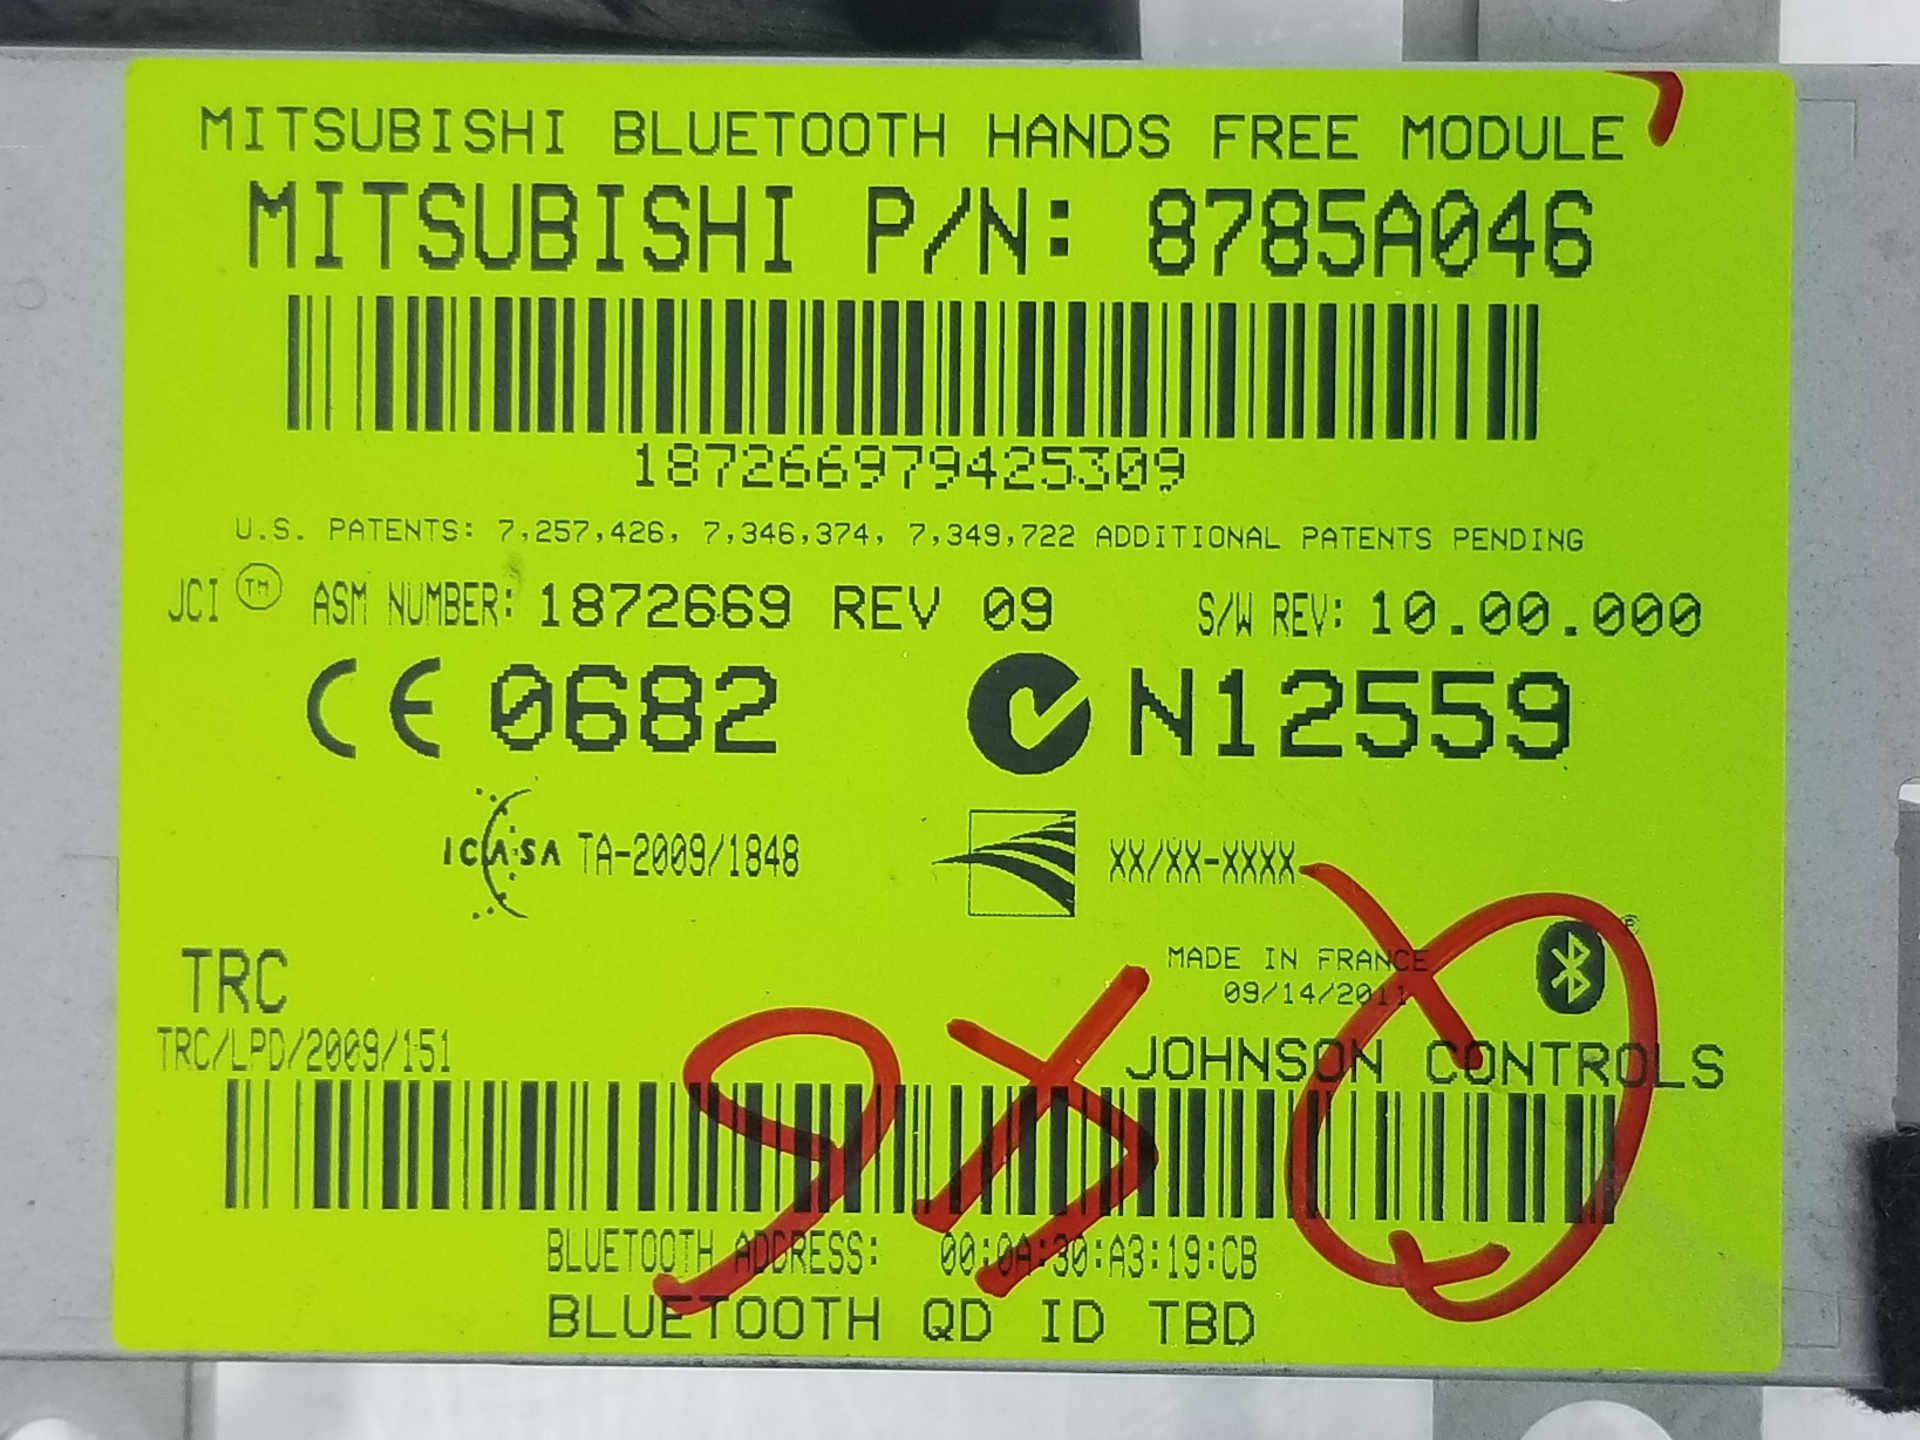 MITSUBISHI BLUETOOTH HANDS FREE MODULE
MITSUBISHI P/N: 8785A046
187266979425309
U.S. PATENTS: 7,257,426, 7,346,374, 7,349,722 ADDITIONAL PATENTS PENDING
JCI TM ASM NUMBER: 1872669 REV 09 S/W REV: 10.00.000
CE 0682 N12559
ICASA TA-2009/1848 XX/XX-XXXX
TRC
MADE IN FRANCE
09/14/2011
TRC/LPD/2009/151
JOHNSON CONTROLS
BLUETOOTH ADDRESS: 00:0A:30:A3:19:CB
BLUETOOTH QD ID TBD